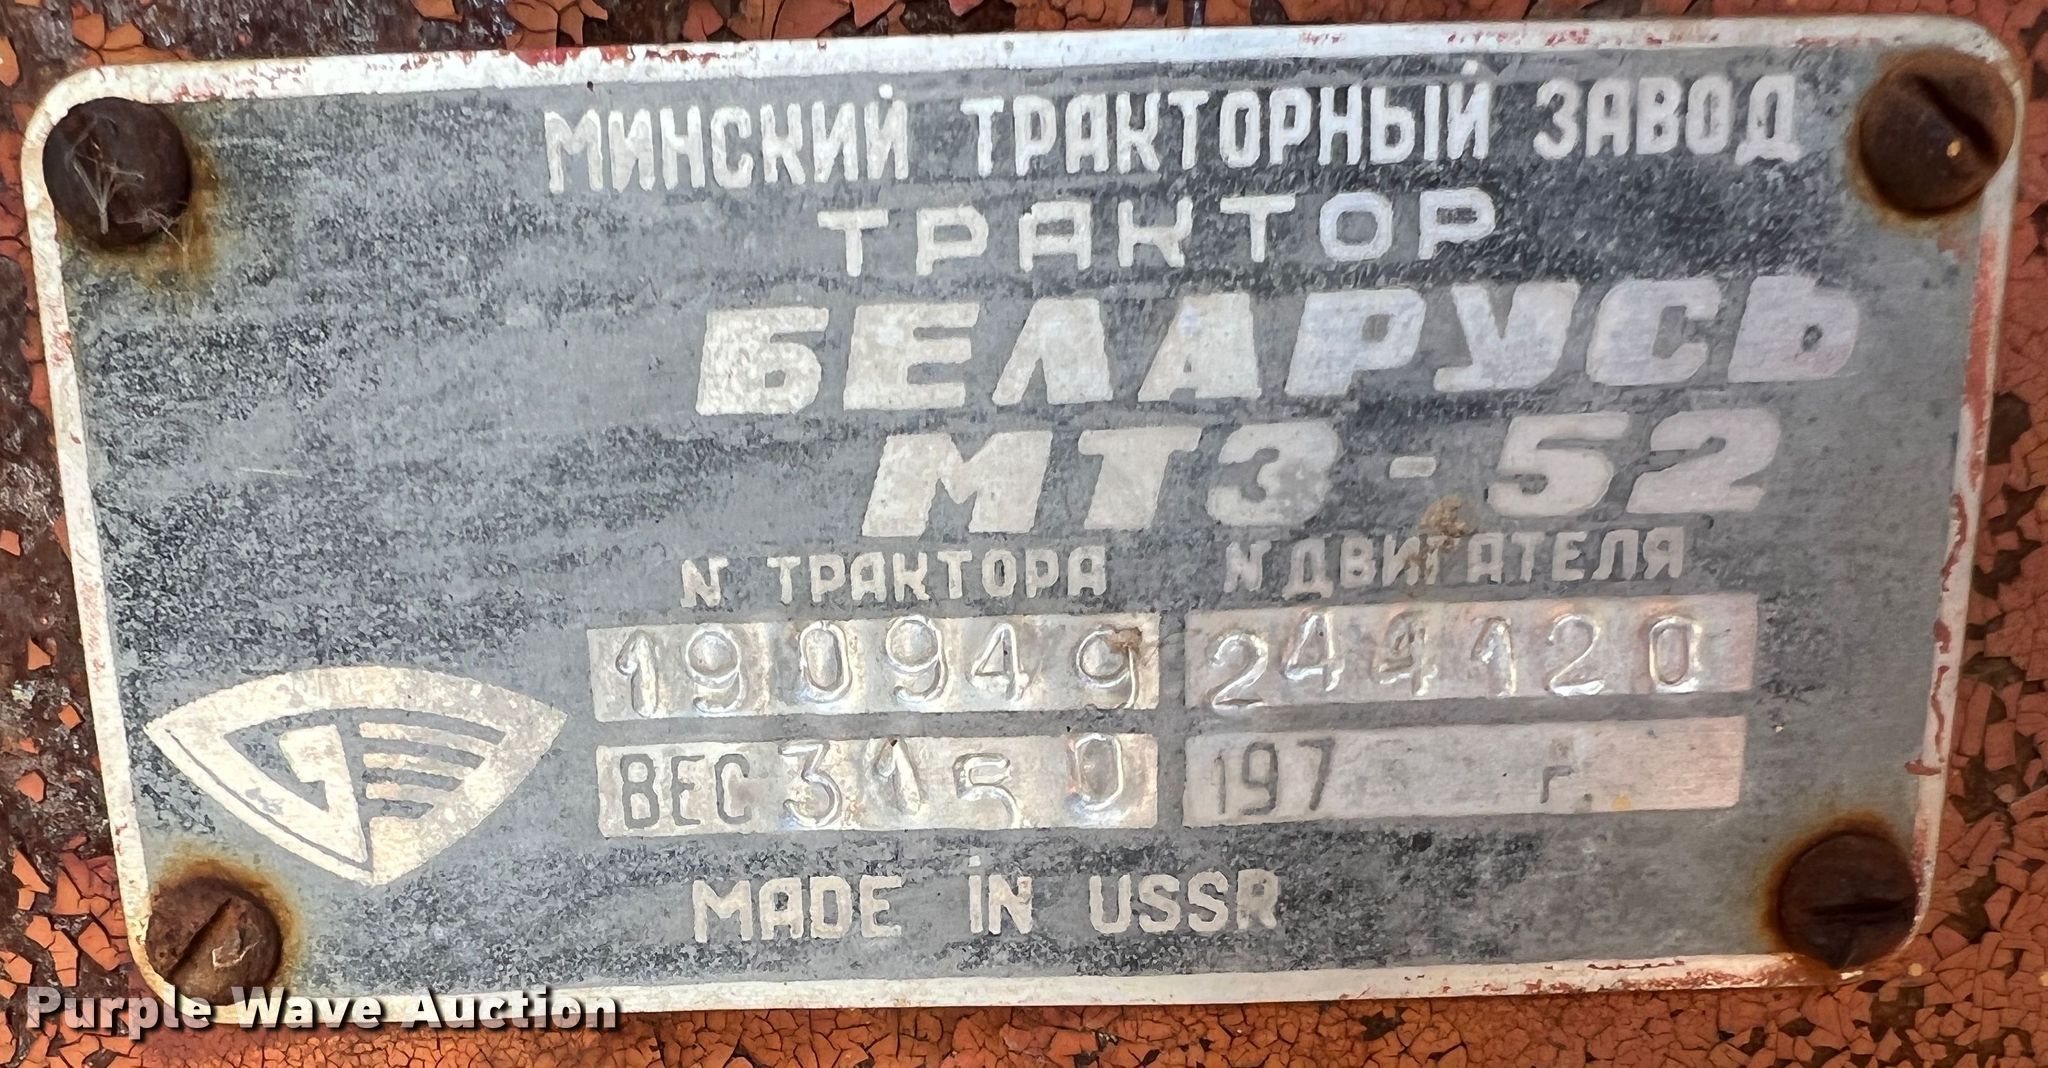 МИНСКИЙ ТРАКТОРНЫЙ ЗАВОД
ТРАКТОР
БЕЛАРУСЬ
МТЗ-52
N ТРАКТОРА N ДВИГАТЕЛЯ
190949 244120
ВЕС 3150 197 г.
MADE IN USSR
Purple Wave Auction